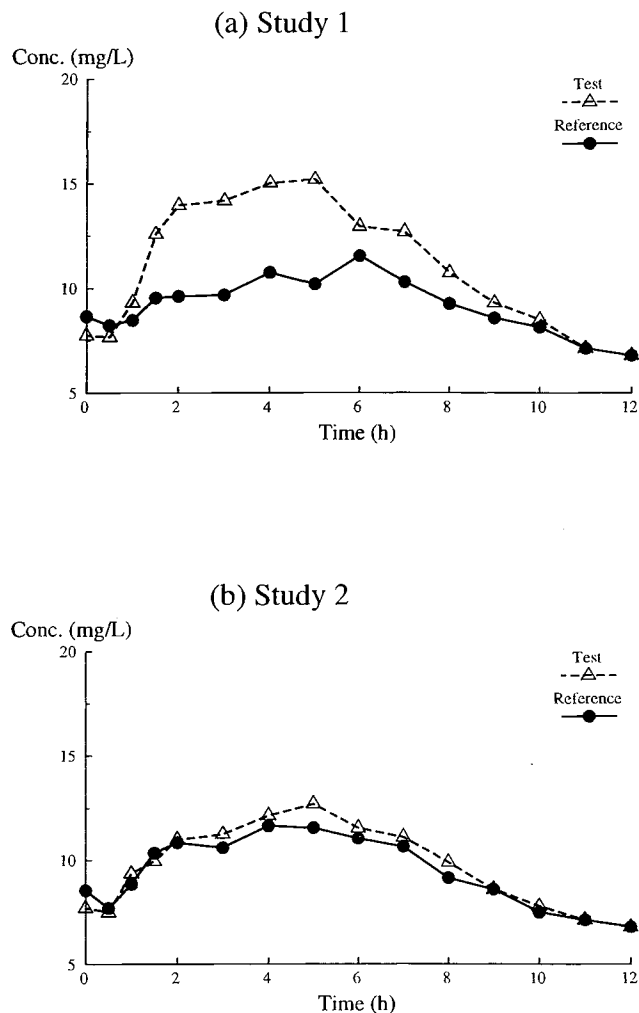 (a) Study 1
Conc. (mg/L)
20
Test
Reference
15
10
5
0 2 4 6 8 10 12
Time (h)
(b) Study 2
Conc. (mg/L)
20
Test
Reference
15
10
5
0 2 4 6 8 10 12
Time (h)